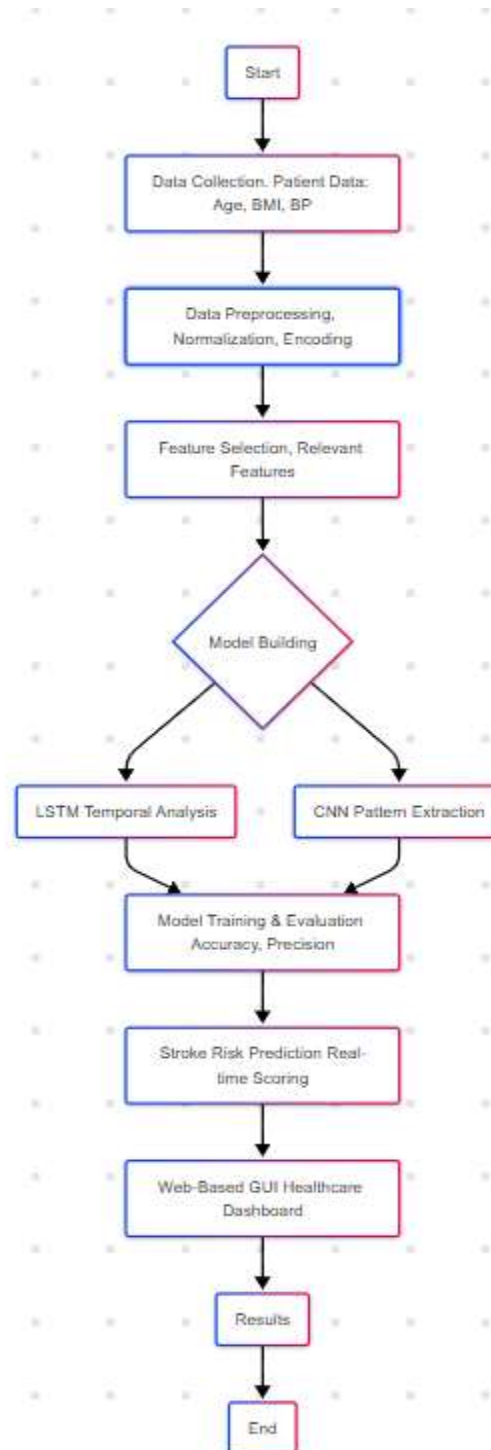 Start
Data Collection. Patient Data:
Age, BMI, BP
Data Preprocessing,
Normalization, Encoding
Feature Selection, Relevant
Features
Model Building
LSTM Temporal Analysis
CNN Pattern Extraction
Model Training & Evaluation
Accuracy, Precision
Stroke Risk Prediction Real-
time Scoring
Web-Based GUI Healthcare
Dashboard
Results
End